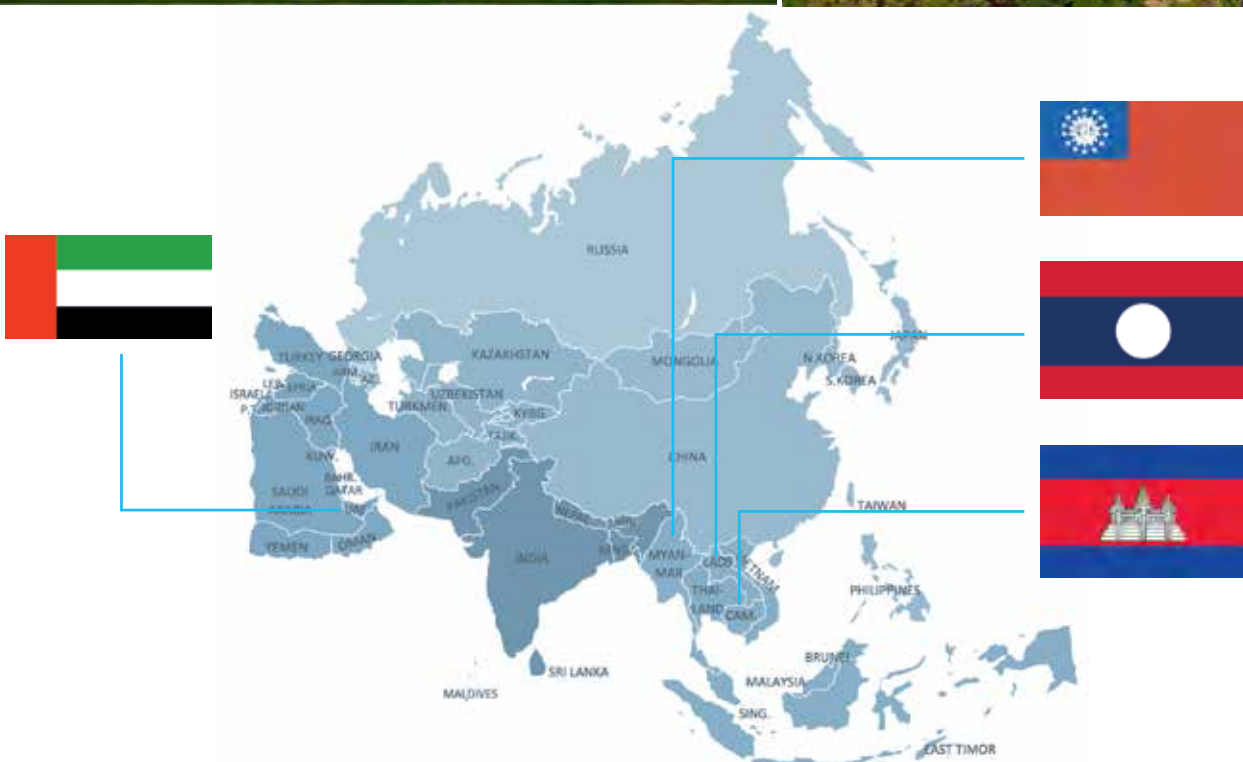 RUSSIA
TURKEY
GEORGIA
ARM.
KAZAKHSTAN
MONGOLIA
JAPAN
N.KOREA
S.KOREA
ISRAEL
SYRIA
P.T.
JORDAN
UZBEKISTAN
TURKMEN.
KYRG.
TAJIK.
IRAQ
IRAN
AFG.
CHINA
KUW.
BAHR.
QATAR
SAUDI
ARABIA
UAE
PAKISTAN
NEPAL
TAIWAN
YEMEN
OMAN
INDIA
MYAN-
MAR
LAOS
VIETNAM
THAI-
LAND
CAM.
PHILIPPINES
SRI LANKA
MALDIVES
BRUNEI
MALAYSIA
SING.
EAST TIMOR